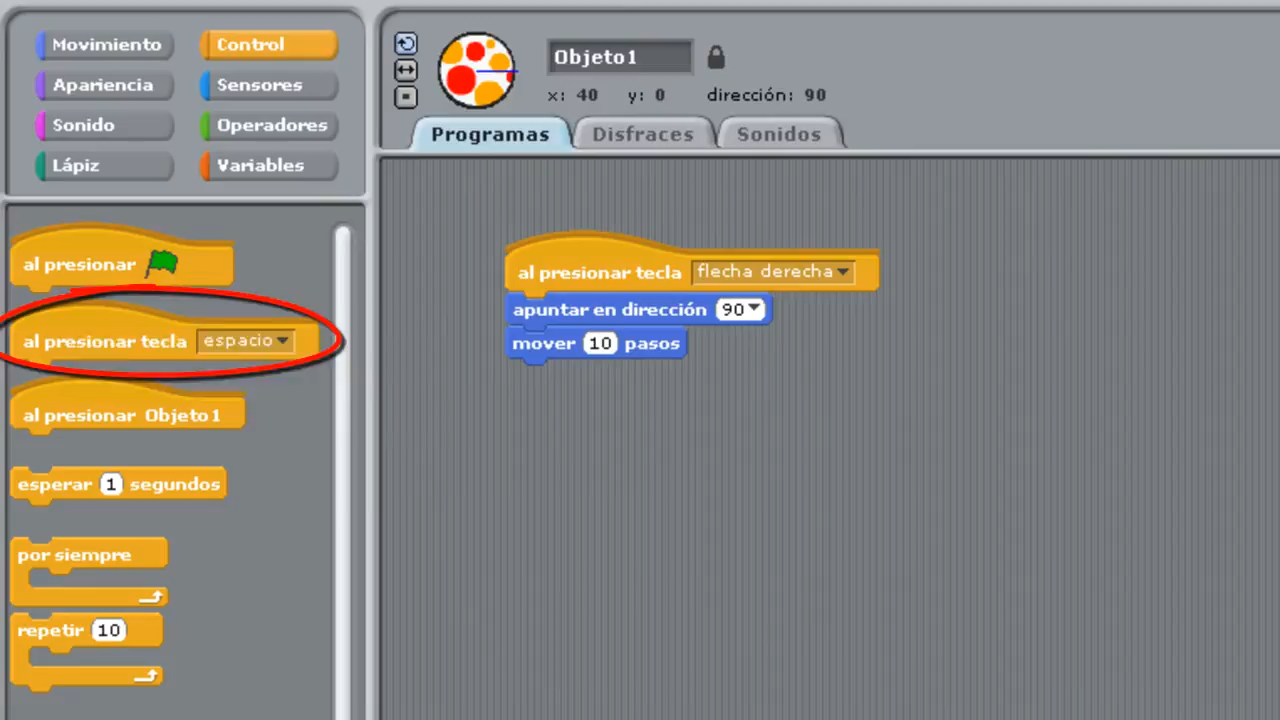 Movimiento
Control
Apariencia
Sensores
Sonido
Operadores
Lápiz
Variables
Objeto1
x: 40 y: 0 dirección: 90
Programas
Disfraces
Sonidos
al presionar
al presionar tecla espacio
al presionar Objeto1
esperar 1 segundos
por siempre
repetir 10
al presionar tecla flecha derecha
apuntar en dirección 90
mover 10 pasos